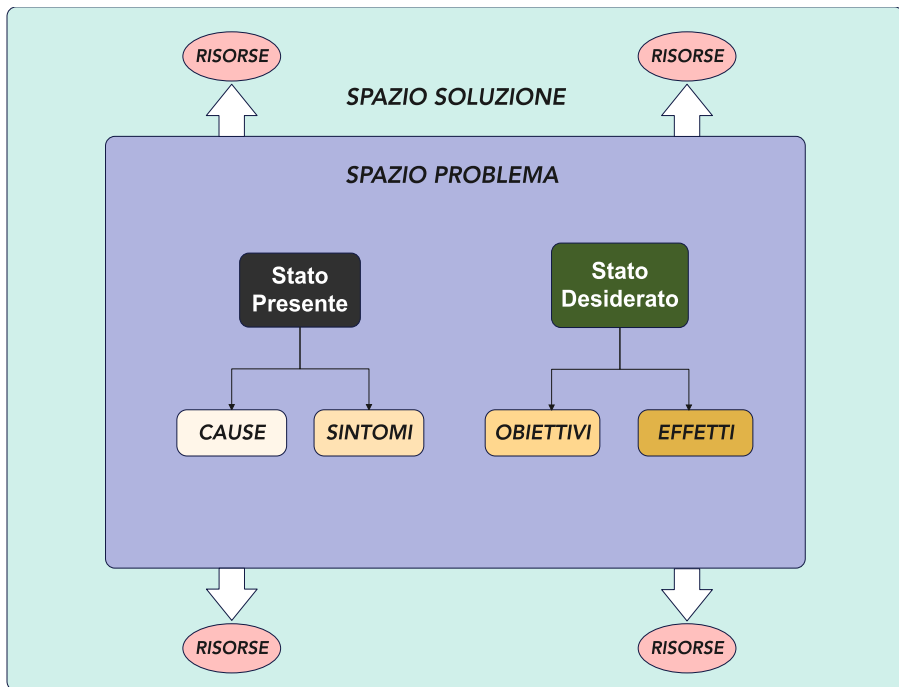 RISORSE
RISORSE
SPAZIO SOLUZIONE
SPAZIO PROBLEMA
Stato
Presente
Stato
Desiderato
CAUSE
SINTOMI
OBIETTIVI
EFFETTI
RISORSE
RISORSE